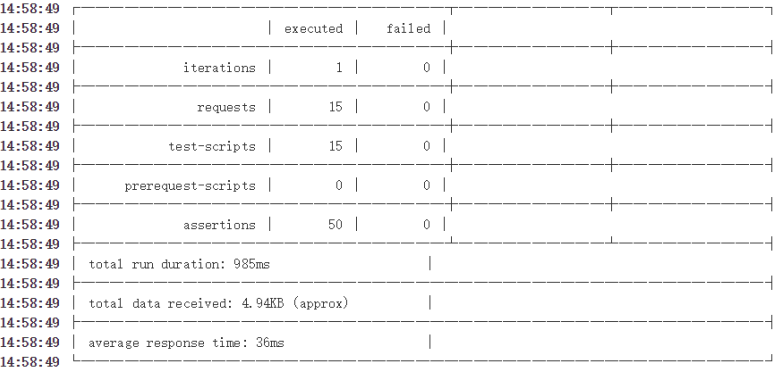 14:58:49
14:58:49 | | executed | failed |
14:58:49
14:58:49 | iterations | 1 | 0 |
14:58:49
14:58:49 | requests | 15 | 0 |
14:58:49
14:58:49 | test-scripts | 15 | 0 |
14:58:49
14:58:49 | prerequest-scripts | 0 | 0 |
14:58:49
14:58:49 | assertions | 50 | 0 |
14:58:49
14:58:49 | total run duration: 985ms |
14:58:49
14:58:49 | total data received: 4.94KB (approx) |
14:58:49
14:58:49 | average response time: 36ms |
14:58:49